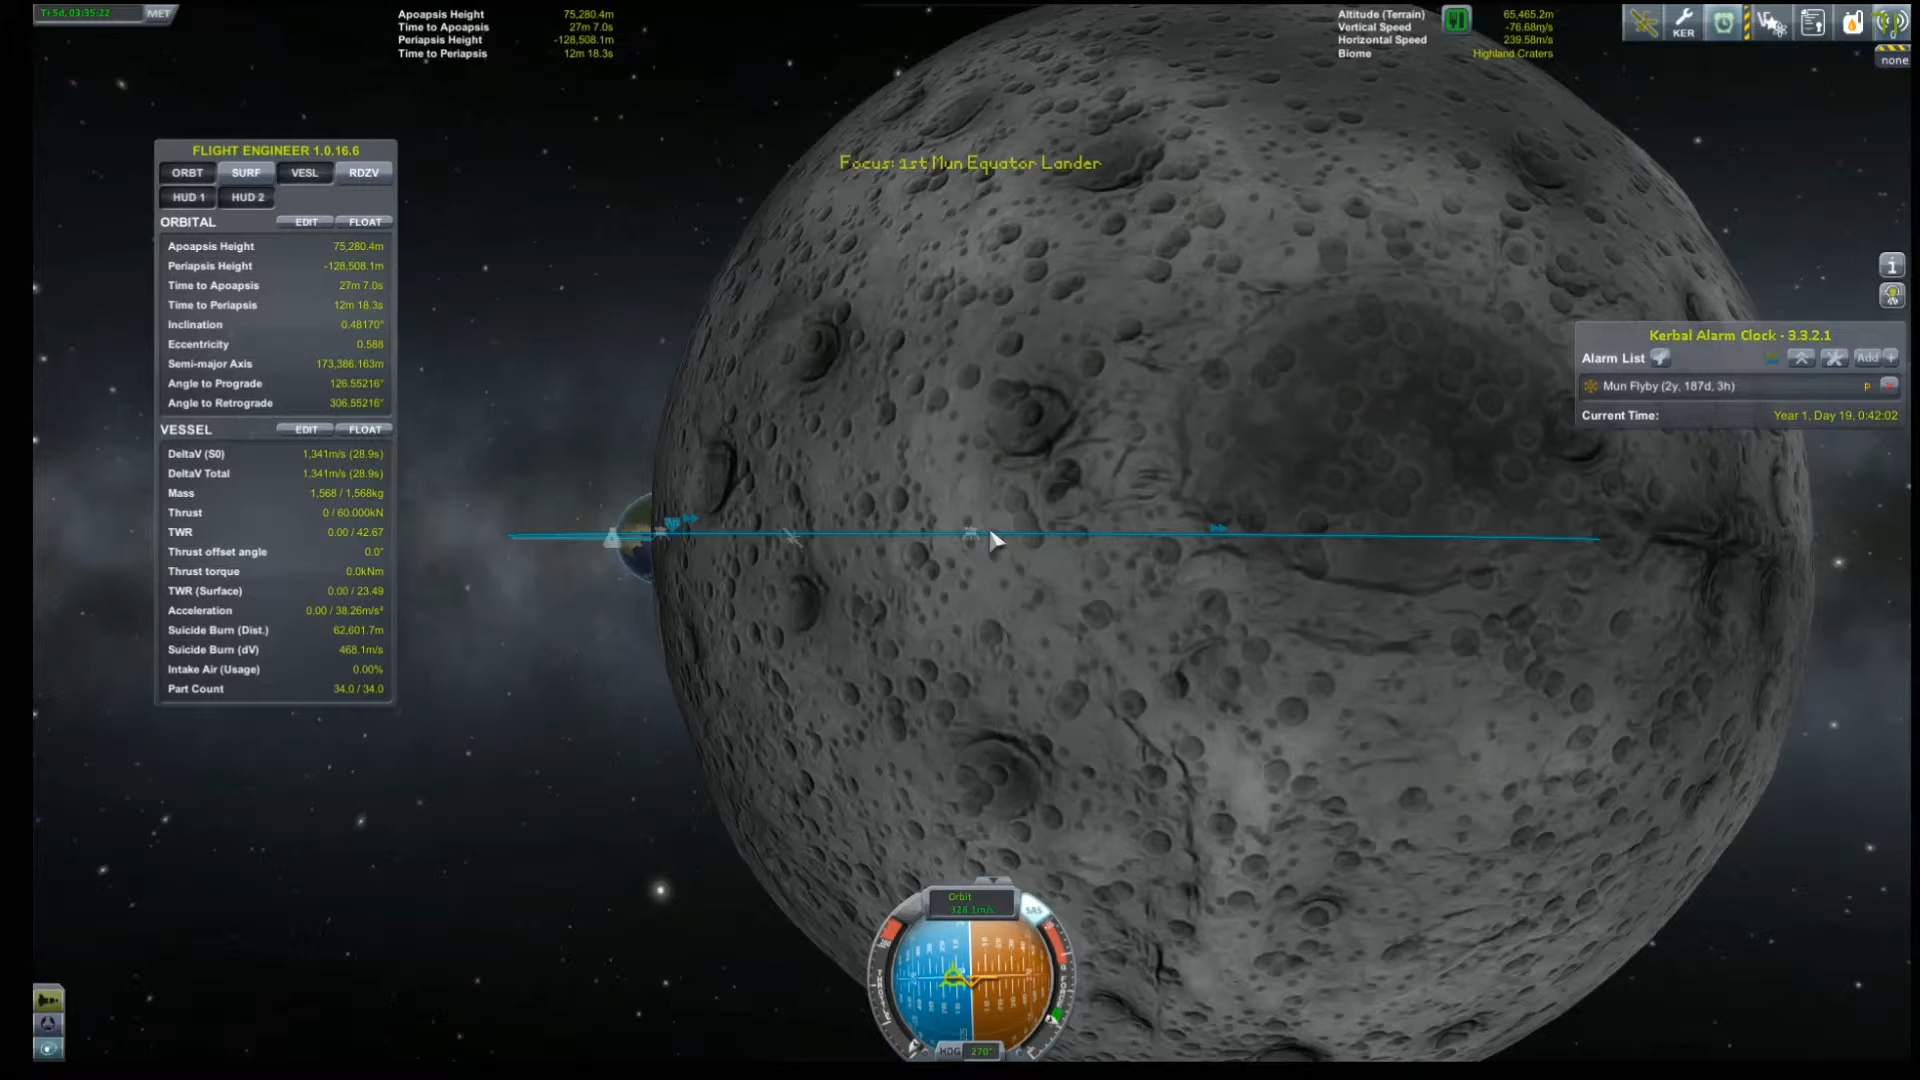 T+5d, 03:35:22 MET
Apoapsis Height 75,280.4m
Time to Apoapsis 27m 7.0s
Periapsis Height -128,508.1m
Time to Periapsis 12m 18.3s
Altitude (Terrain) 65,465.2m
Vertical Speed -76.68m/s
Horizontal Speed 239.58m/s
Biome Highland Craters
KER
none
FLIGHT ENGINEER 1.0.16.6
ORBT SURF VESL RDZV
HUD 1 HUD 2
ORBITAL EDIT FLOAT
Apoapsis Height 75,280.4m
Periapsis Height -128,508.1m
Time to Apoapsis 27m 7.0s
Time to Periapsis 12m 18.3s
Inclination 0.48170°
Eccentricity 0.588
Semi-major Axis 173,386.163m
Angle to Prograde 126.55216°
Angle to Retrograde 306.55216°
VESSEL EDIT FLOAT
DeltaV (S0) 1,341m/s (28.9s)
DeltaV Total 1,341m/s (28.9s)
Mass 1,568 / 1,568kg
Thrust 0 / 60.000kN
TWR 0.00 / 42.67
Thrust offset angle 0.0°
Thrust torque 0.0kNm
TWR (Surface) 0.00 / 23.49
Acceleration 0.00 / 38.26m/s²
Suicide Burn (Dist.) 62,601.7m
Suicide Burn (dV) 468.1m/s
Intake Air (Usage) 0.00%
Part Count 34.0 / 34.0
Focus: 1st Mun Equator Lander
Kerbal Alarm Clock - 3.3.2.1
Alarm List Add +
Mun Flyby (2y, 187d, 3h) P
Current Time: Year 1, Day 19, 0:42:02
Orbit
328.1m/s
SAS
HDG 270°